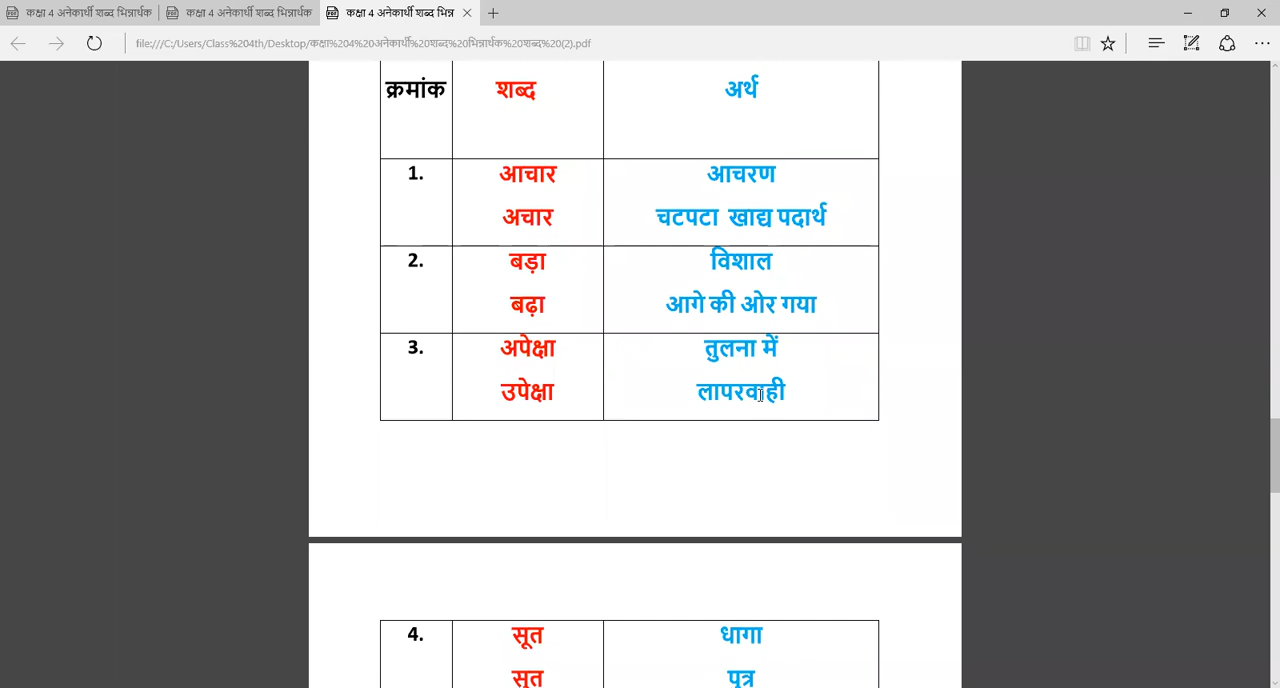 कक्षा 4 अनेकार्थी शब्द भिन्नार्थक कक्षा 4 अनेकार्थी शब्द भिन्नार्थक कक्षा 4 अनेकार्थी शब्द भिन्न
file:///C:/Users/Class%204th/Desktop/कक्षा%204%20अनेकार्थी%20शब्द%20भिन्नार्थक%20शब्द%20(2).pdf
क्रमांक शब्द अर्थ
1. आचार आचरण
अचार चटपटा खाद्य पदार्थ
2. बड़ा विशाल
बढ़ा आगे की ओर गया
3. अपेक्षा तुलना में
उपेक्षा लापरवाही
4. सूत धागा
सुत पुत्र